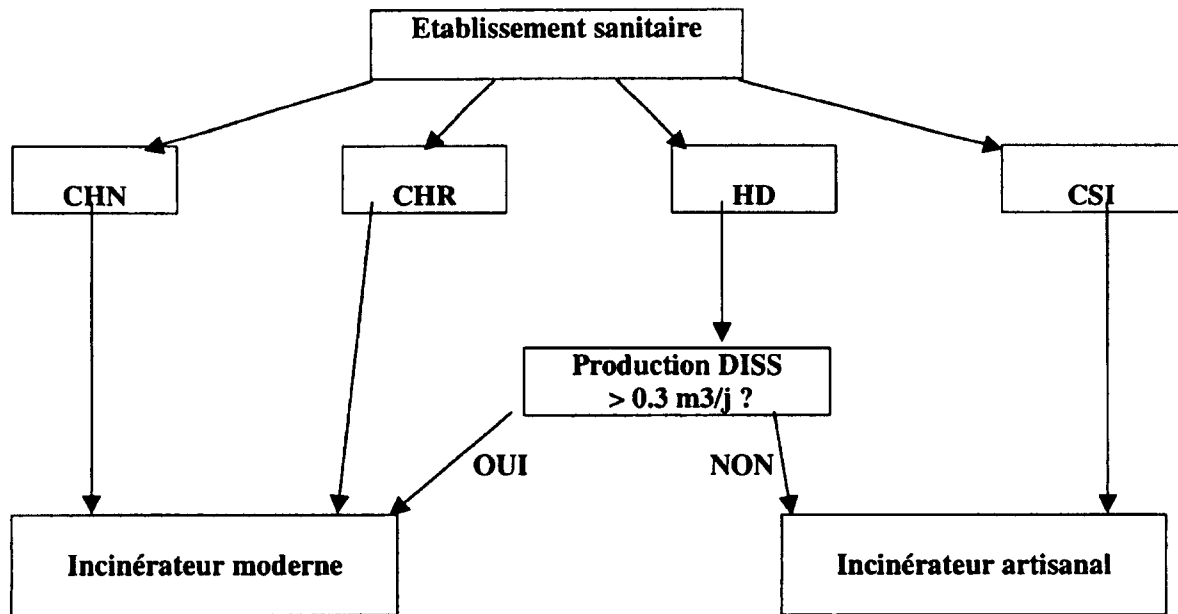 Etablissement sanitaire
CHN
CHR
HD
CSI
Production DISS
> 0.3 m3/j ?
OUI
NON
Incinérateur moderne
Incinérateur artisanal